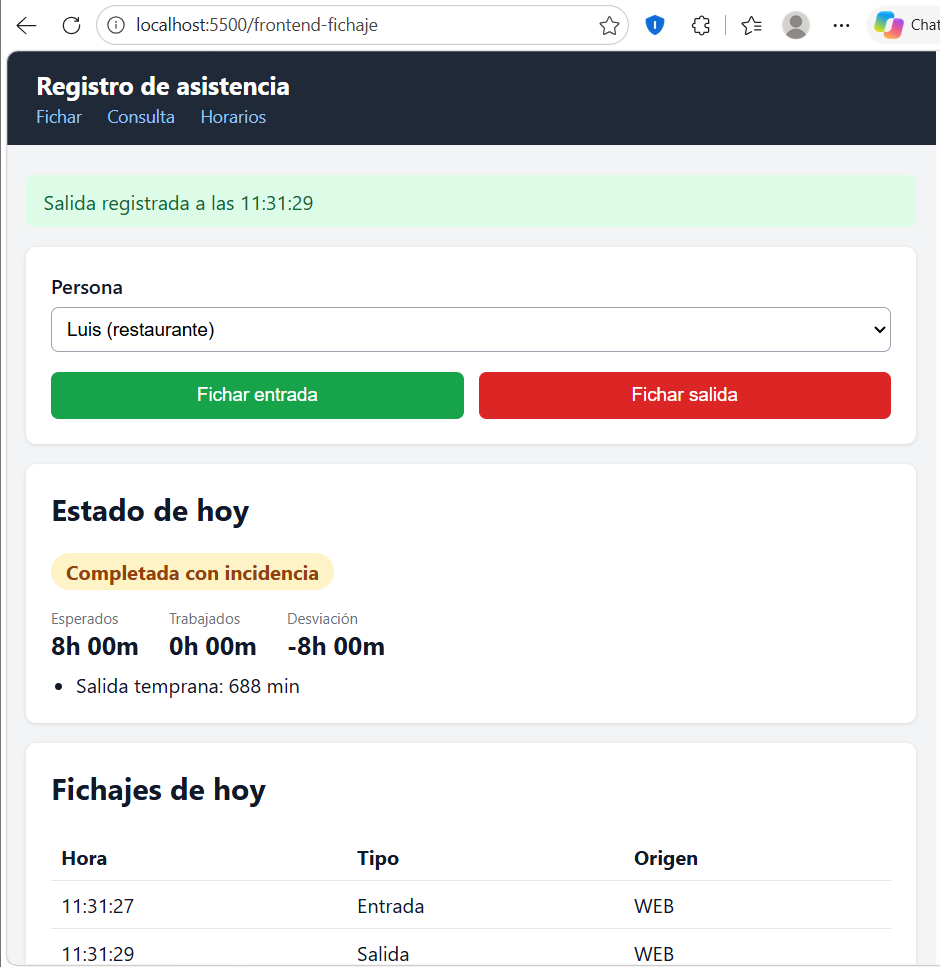 localhost:5500/frontend-fichaje
Chat
Registro de asistencia
Fichar Consulta Horarios
Salida registrada a las 11:31:29
Persona
Luis (restaurante)
Fichar entrada Fichar salida
Estado de hoy
Completada con incidencia
Esperados Trabajados Desviación
8h 00m 0h 00m -8h 00m
• Salida temprana: 688 min
Fichajes de hoy
Hora Tipo Origen
11:31:27 Entrada WEB
11:31:29 Salida WEB